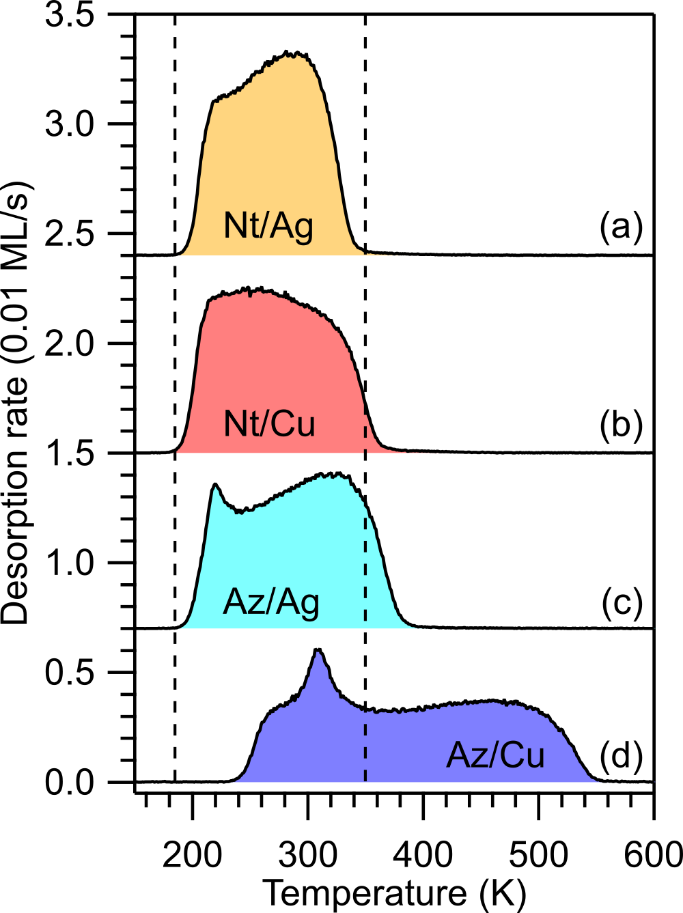 3.5
3.0
2.5
2.0
1.5
1.0
0.5
0.0
Desorption rate (0.01 ML/s)
Nt/Ag
(a)
Nt/Cu
(b)
Az/Ag
(c)
Az/Cu
(d)
200 300 400 500 600
Temperature (K)